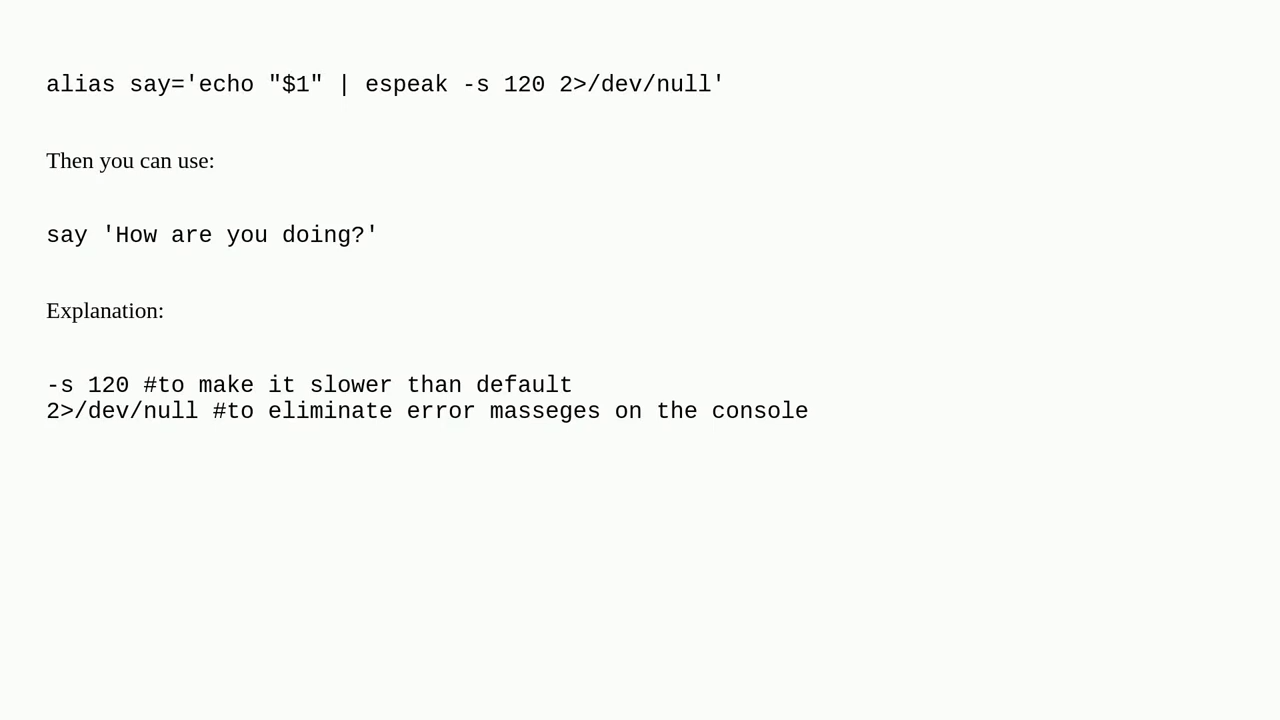 alias say='echo "$1" | espeak -s 120 2>/dev/null'
Then you can use:
say 'How are you doing?'
Explanation:
-s 120 #to make it slower than default
2>/dev/null #to eliminate error masseges on the console